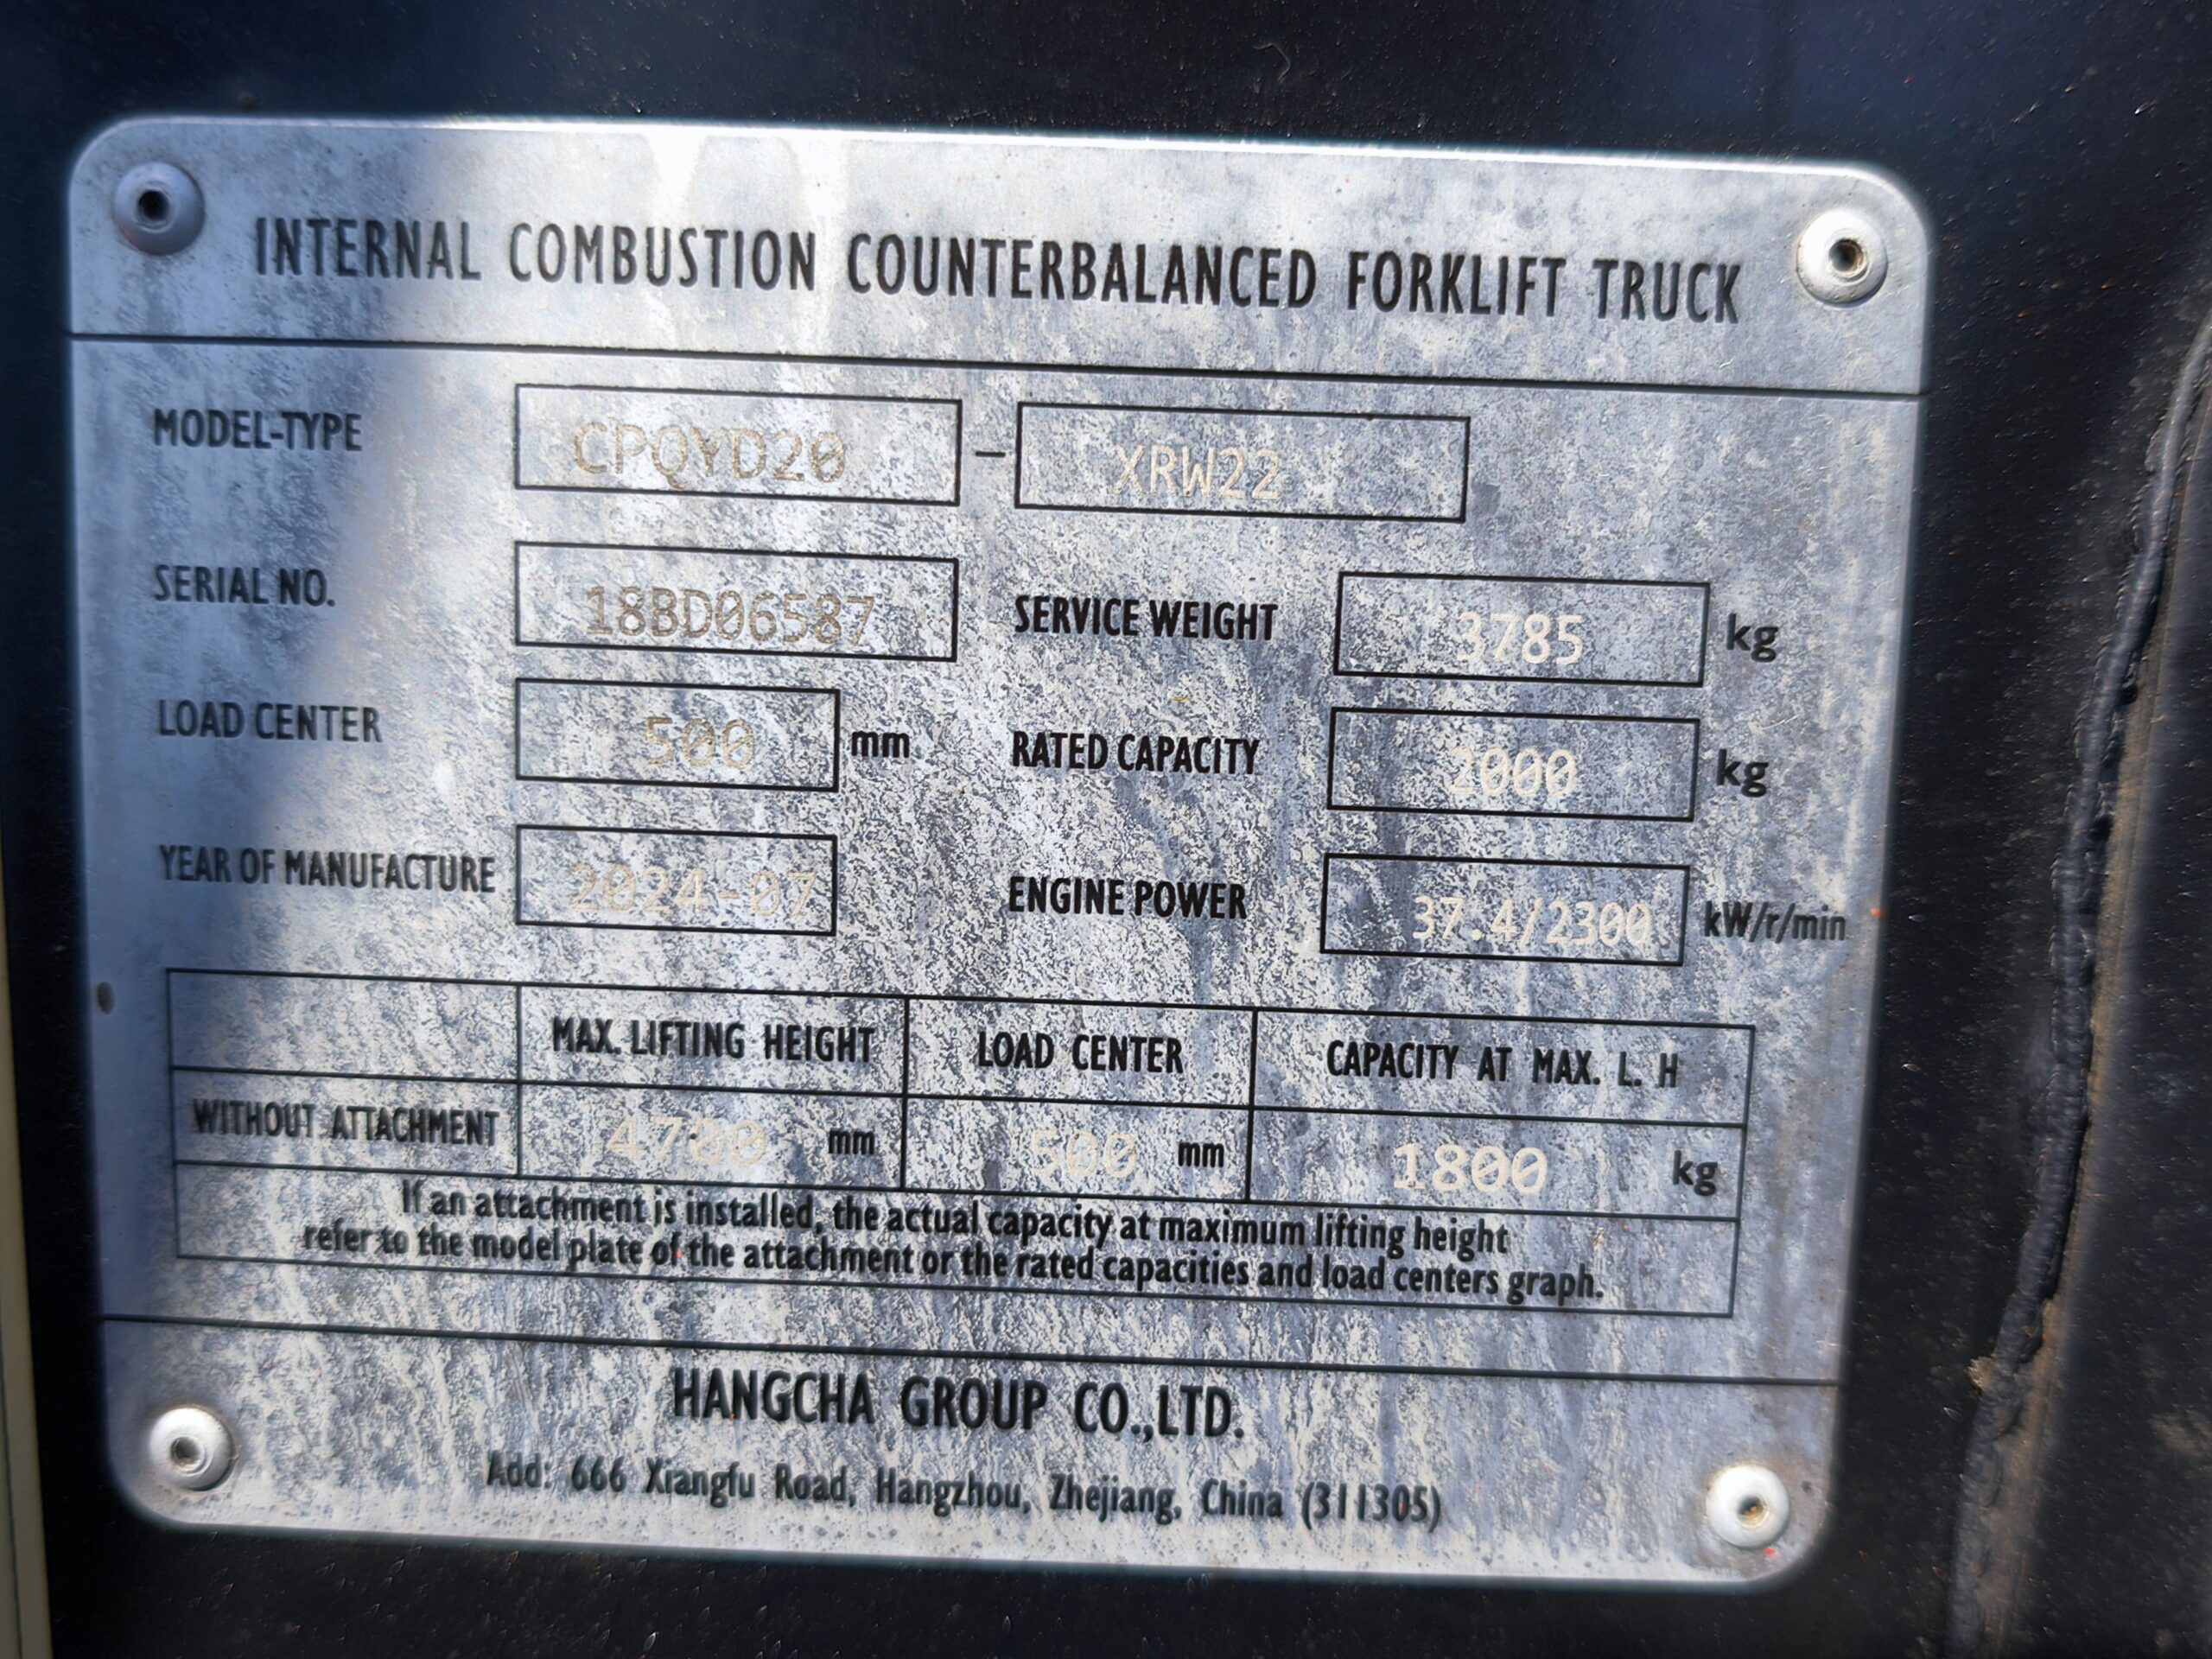 INTERNAL COMBUSTION COUNTERBALANCED FORKLIFT TRUCK
MODEL-TYPE CPQYD20 - XRW22
SERIAL NO. 18BD06587 SERVICE WEIGHT 3785 kg
LOAD CENTER 500 mm RATED CAPACITY 2000 kg
YEAR OF MANUFACTURE 2024-07 ENGINE POWER 37.4/2300 kW/r/min
MAX. LIFTING HEIGHT LOAD CENTER CAPACITY AT MAX. L. H
WITHOUT ATTACHMENT 4700 mm 500 mm 1800 kg
If an attachment is installed, the actual capacity at maximum lifting height
refer to the model plate of the attachment or the rated capacities and load centers graph.
HANGCHA GROUP CO.,LTD.
Add: 666 Xiangfu Road, Hangzhou, Zhejiang, China (311305)